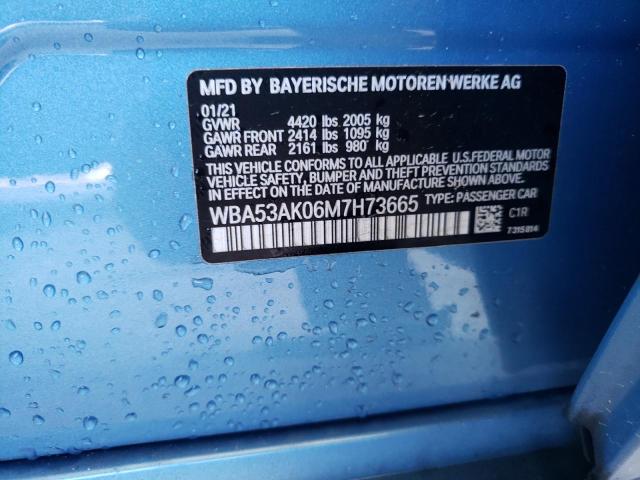 MFD BY BAYERISCHE MOTOREN WERKE AG
01/21
GVWR 4420 lbs 2005 kg
GAWR FRONT 2414 lbs 1095 kg
GAWR REAR 2161 lbs 980 kg
THIS VEHICLE CONFORMS TO ALL APPLICABLE U.S.FEDERAL MOTOR
VEHICLE SAFETY, BUMPER AND THEFT PREVENTION STANDARDS
IN EFFECT ON THE DATE OF MANUFACTURE SHOWN ABOVE.
WBA53AK06M7H73665 TYPE: PASSENGER CAR
C1R
7315814